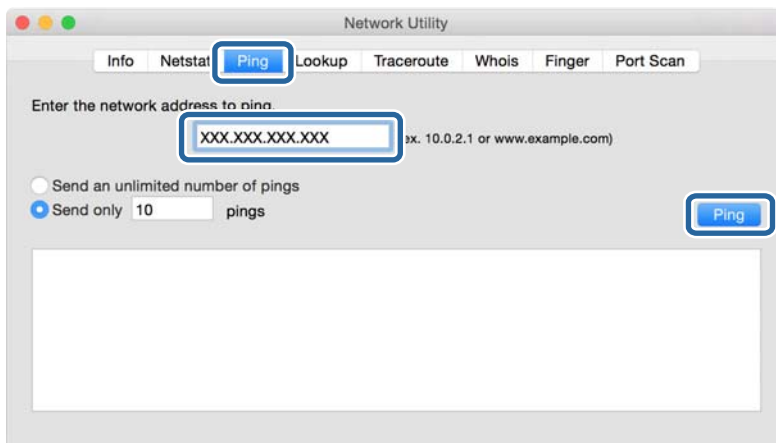 Network Utility
Info Netstat Ping Lookup Traceroute Whois Finger Port Scan
Enter the network address to ping.
XXX.XXX.XXX.XXX ex. 10.0.2.1 or www.example.com)
Send an unlimited number of pings
Send only 10 pings
Ping